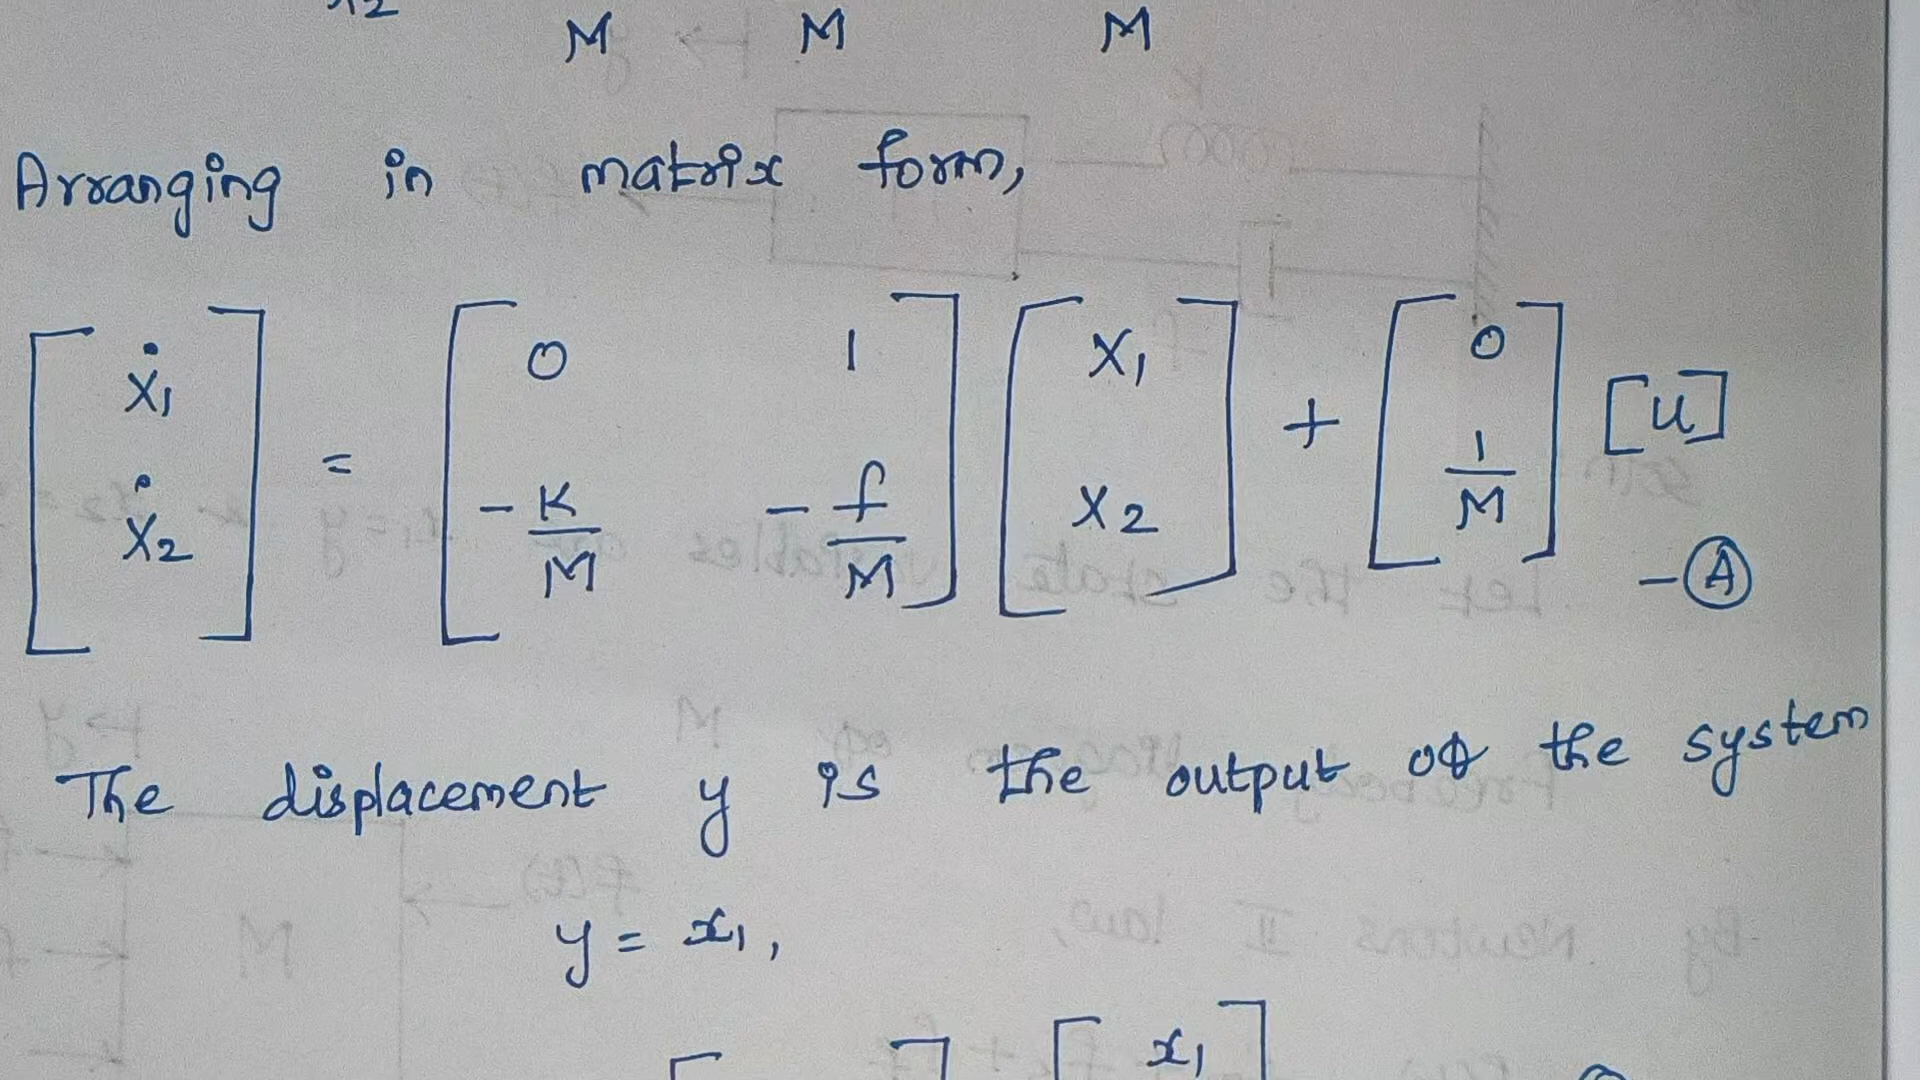 M M M
Arranging in matrix form,
[ẋ₁ ẋ₂] = [0 1; -K/M -f/M] [x₁ x₂] + [0 1/M] [u] -Ⓐ
The displacement y is the output of the system
y = x₁,
x₁